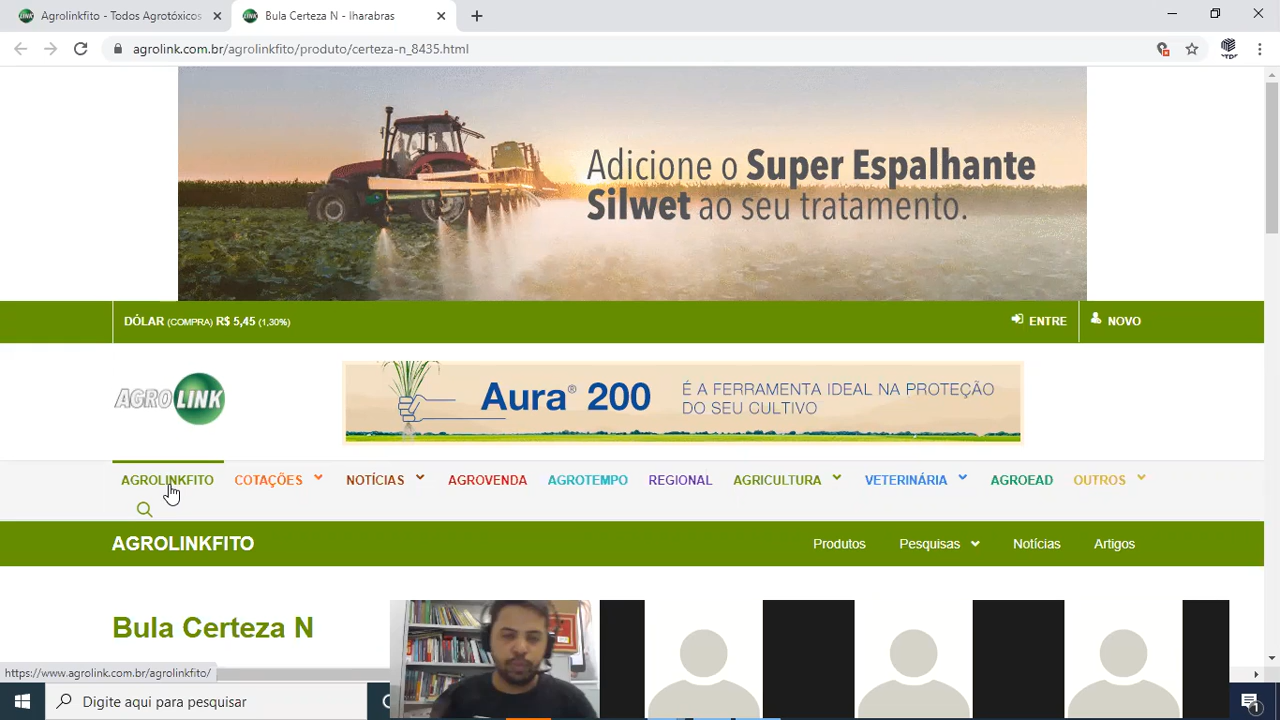 Agrolinkfito - Todos Agrotóxicos
Bula Certeza N - Iharabras
agrolink.com.br/agrolinkfito/produto/certeza-n_8435.html
Adicione o Super Espalhante
Silwet ao seu tratamento.
DÓLAR (COMPRA) R$ 5,45 (1,30%)
ENTRE
NOVO
AGROLINK
Aura® 200
É A FERRAMENTA IDEAL NA PROTEÇÃO
DO SEU CULTIVO
AGROLINKFITO COTAÇÕES NOTÍCIAS AGROVENDA AGROTEMPO REGIONAL AGRICULTURA VETERINÁRIA AGROEAD OUTROS
AGROLINKFITO
Produtos Pesquisas Notícias Artigos
Bula Certeza N
https://www.agrolink.com.br/agrolinkfito/
Digite aqui para pesquisar
1